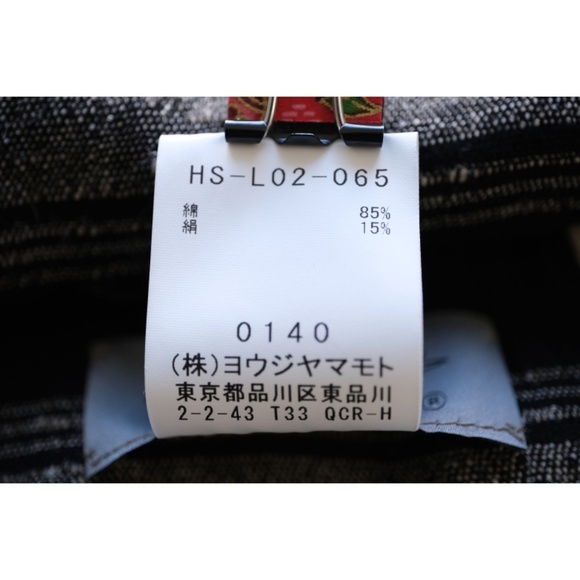 HS-L02-065
綿 85%
絹 15%
0140
(株)ヨウジヤマモト
東京都品川区東品川
2-2-43 T33 QCR-H
®